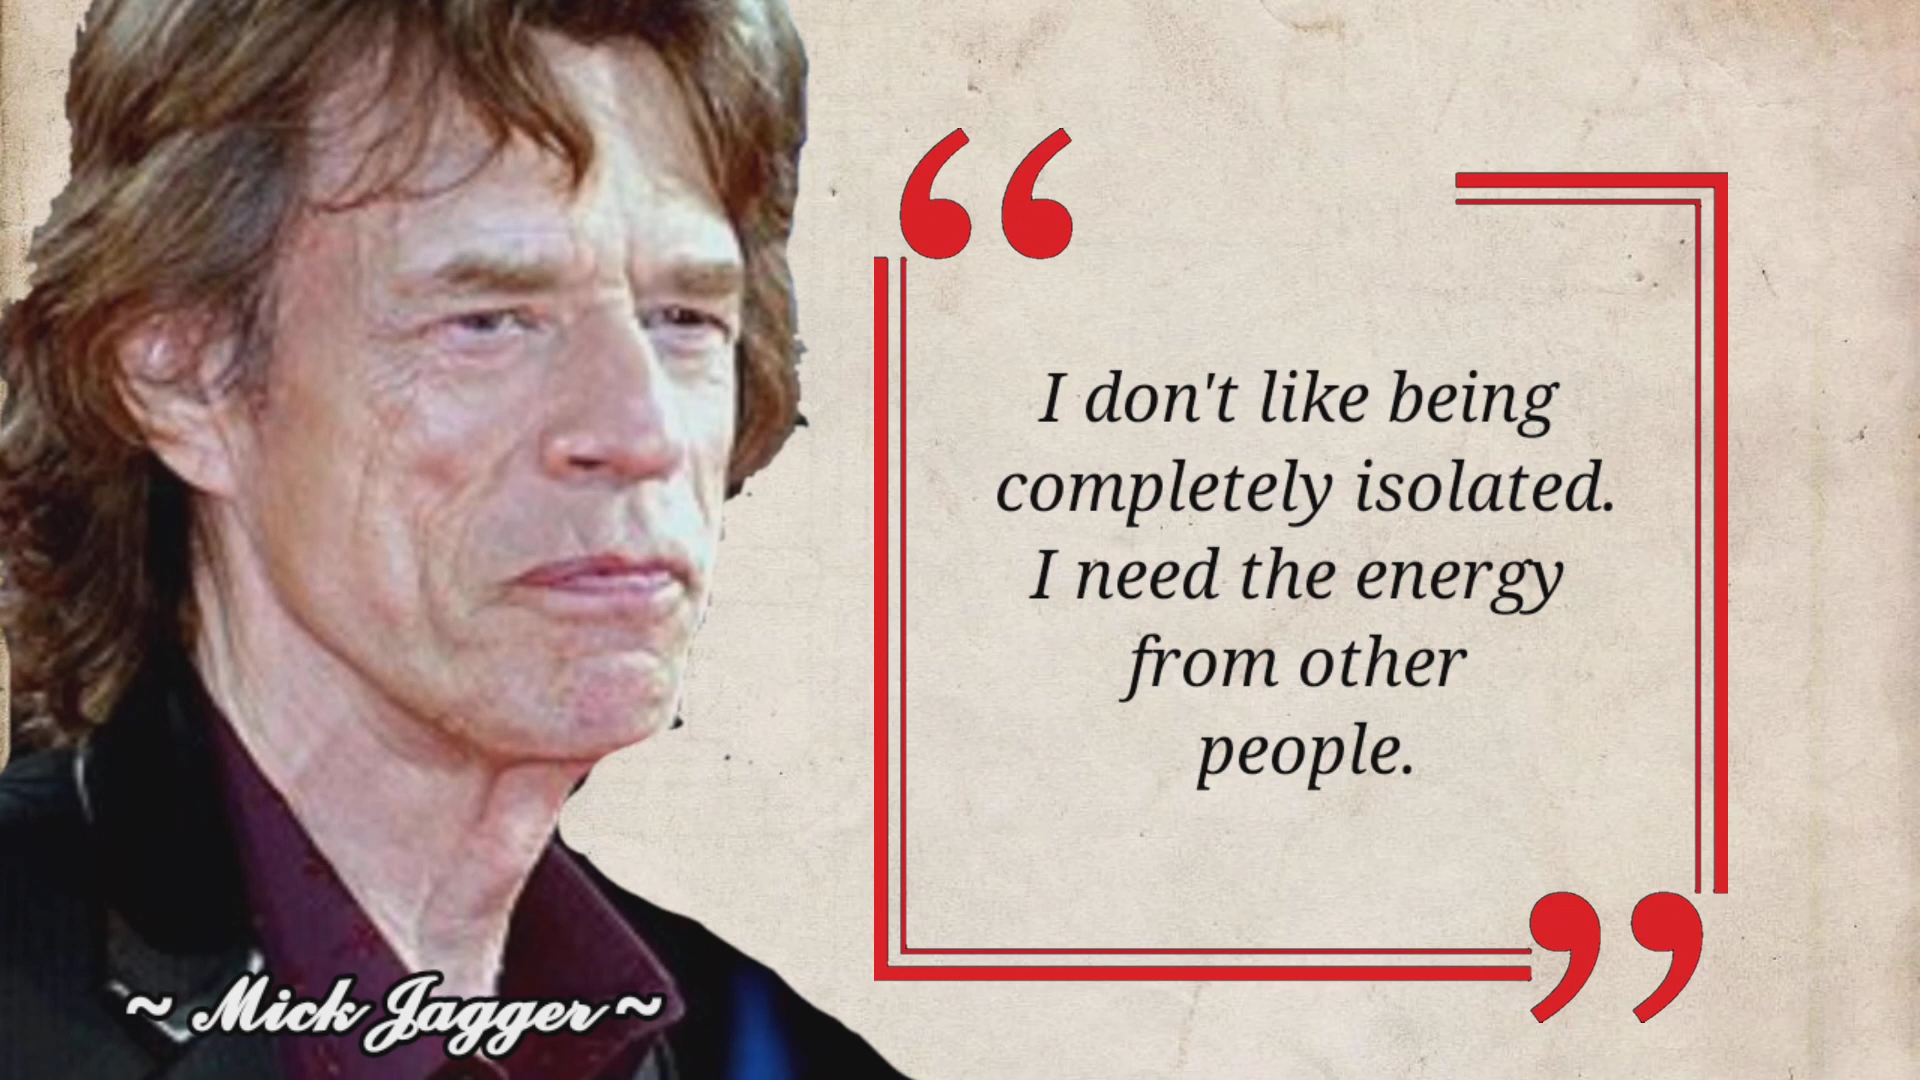 I don't like being
completely isolated.
I need the energy
from other
people.
~ Mick Jagger ~